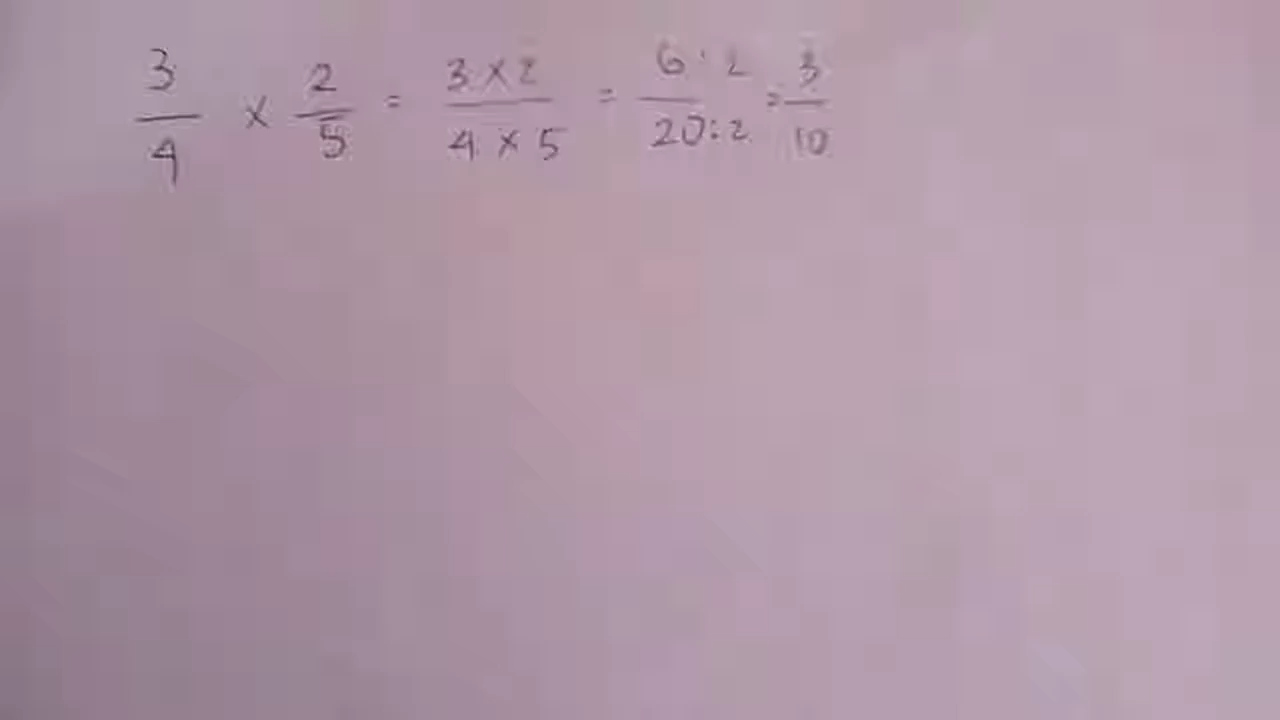 3/4 × 2/5 = 3 × 2/4 × 5 = 6 : 2/20 : 2 = 3/10